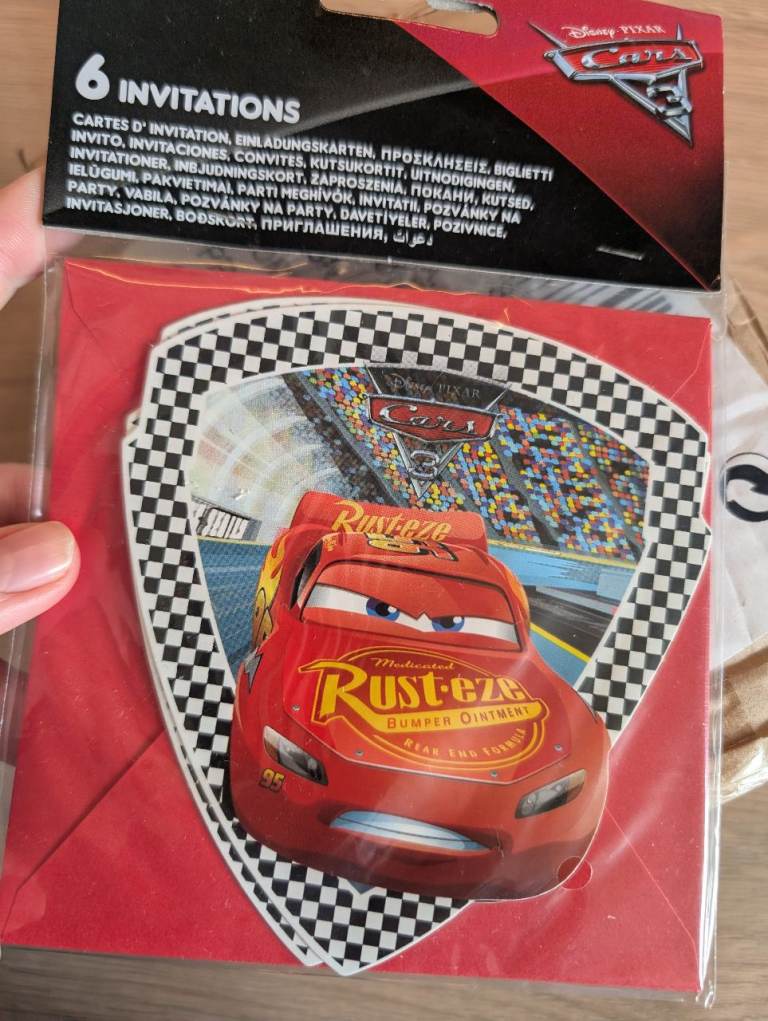 Disney·PIXAR
Cars
3
6 INVITATIONS
CARTES D' INVITATION, EINLADUNGSKARTEN, ΠΡΟΣΚΛΗΣΕΙΣ, BIGLIETTI
INVITO, INVITACIONES, CONVITES, KUTSUKORTIT, UITNODIGINGEN,
INVITATIONER, INBJUDNINGSKORT, ZAPROSZENIA, ПОКАНИ, KUTSED,
IELŪGUMI, PAKVIETIMAI, PARTI MEGHÍVÓK, INVITATII, POZVÁNKY NA
PARTY, VABILA, POZVÁNKY NA PARTY, DAVETİYELER, POZIVNICE,
INVITASJONER, BOÐSKORT, ПРИГЛАШЕНИЯ, دعوات
Disney·PIXAR
Cars
3
Rust-eze
95
Medicated
Rust-eze
BUMPER OINTMENT
REAR END FORMULA
95